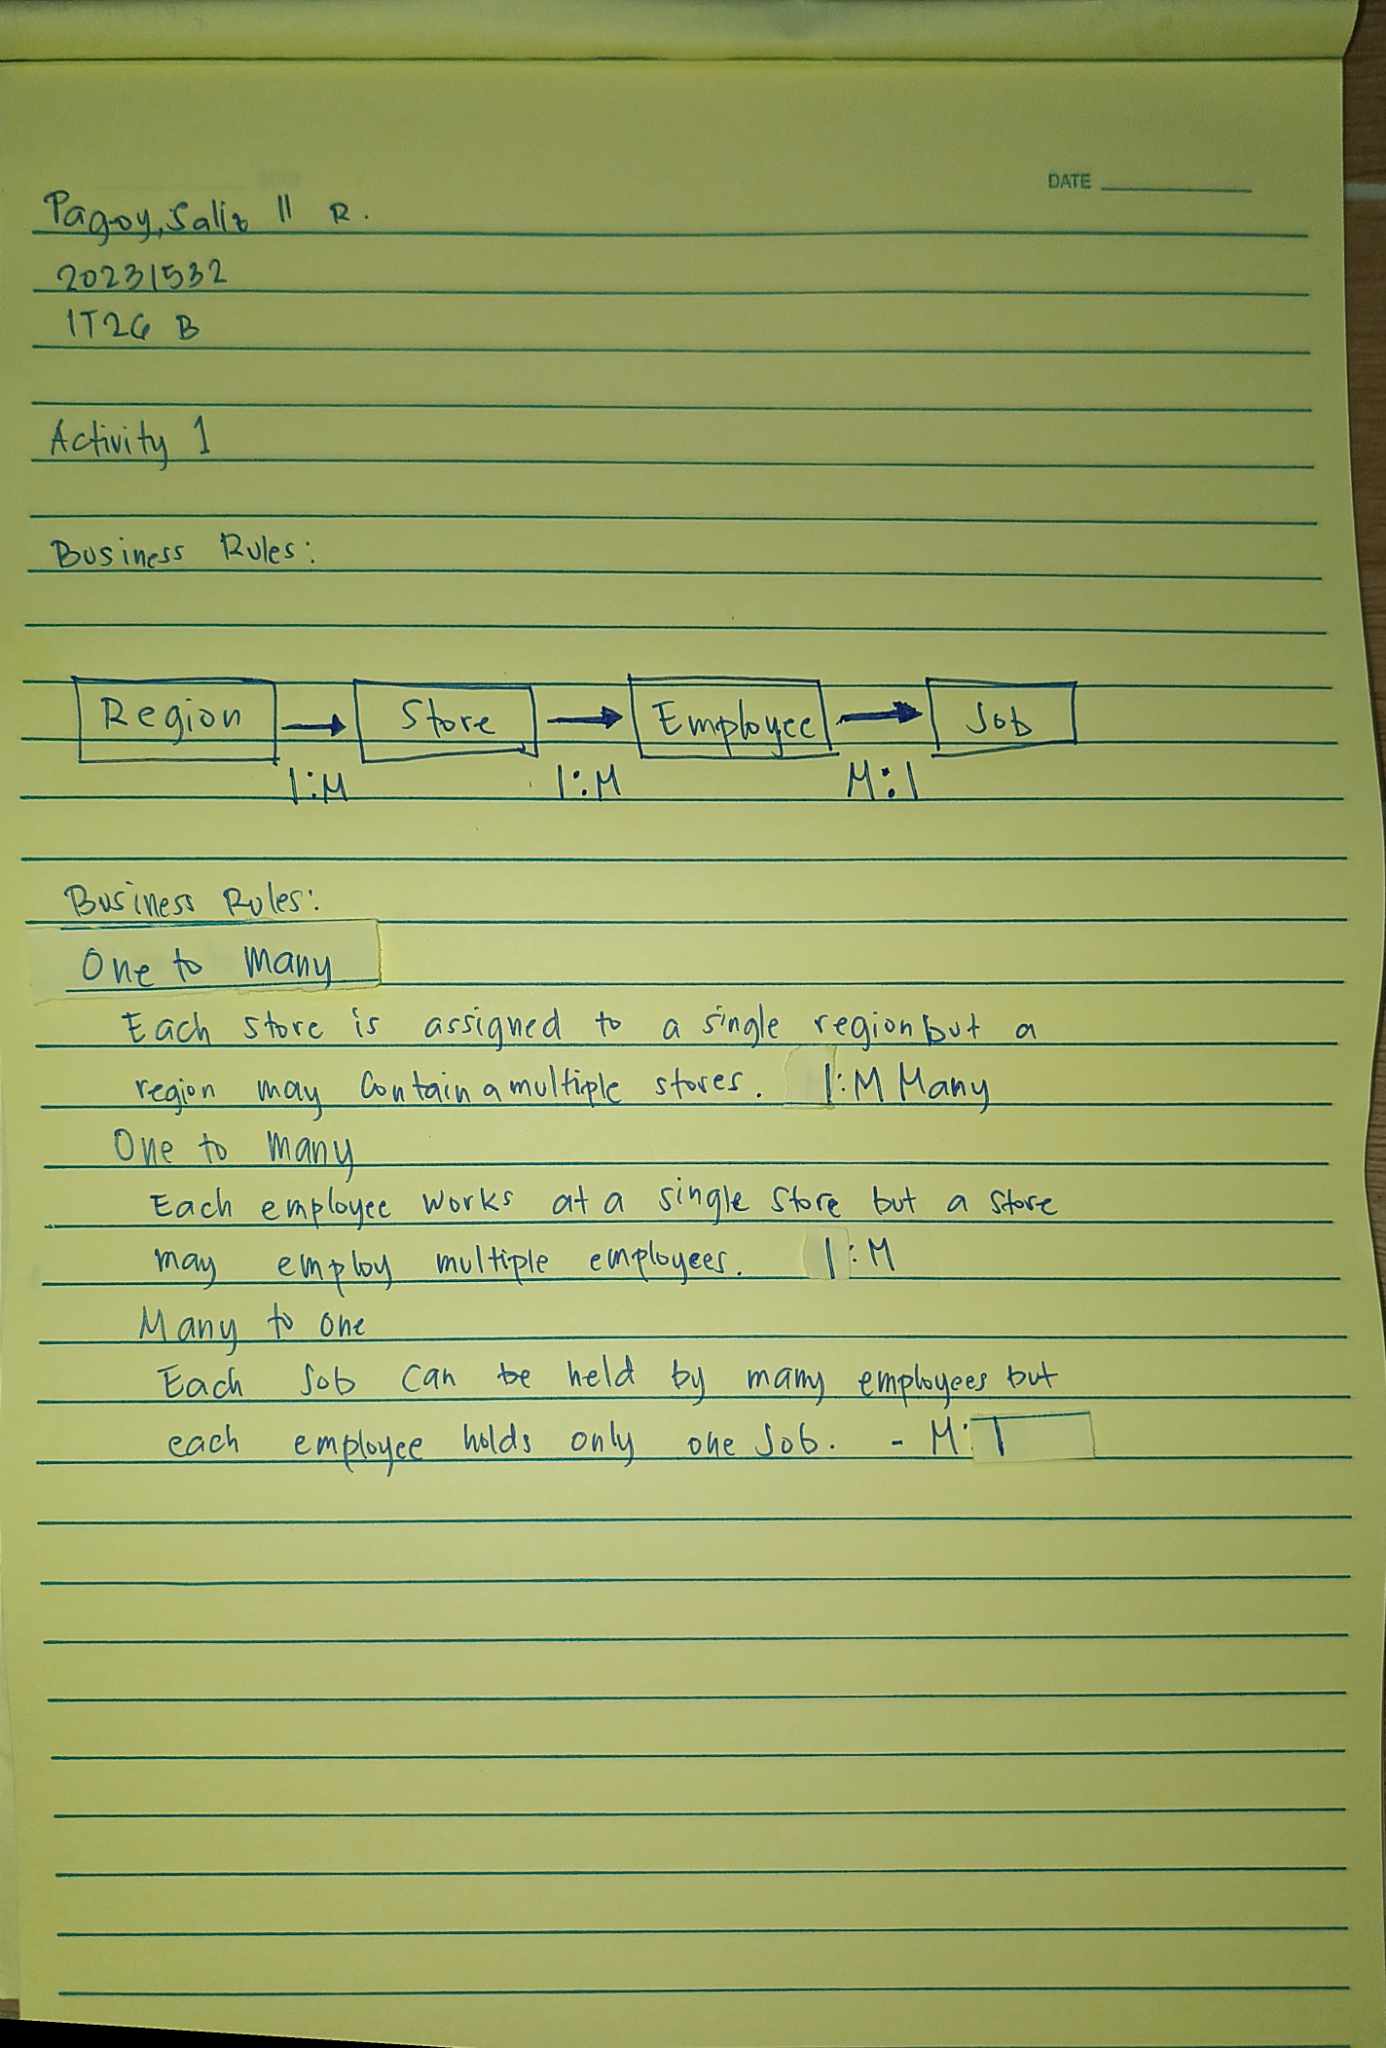 DATE
Pagoy, Saliz II R.
20231532
IT26 B
Activity 1
Business Rules:
Region Store Employee Job
1:M 1:M M:1
Business Rules:
One to Many
Each store is assigned to a single region but a
region may contain a multiple stores. 1:M Many
One to many
Each employee works at a single store but a store
may employ multiple employees. 1:M
Many to one
Each Job can be held by many employees but
each employee holds only one Job. - M:1